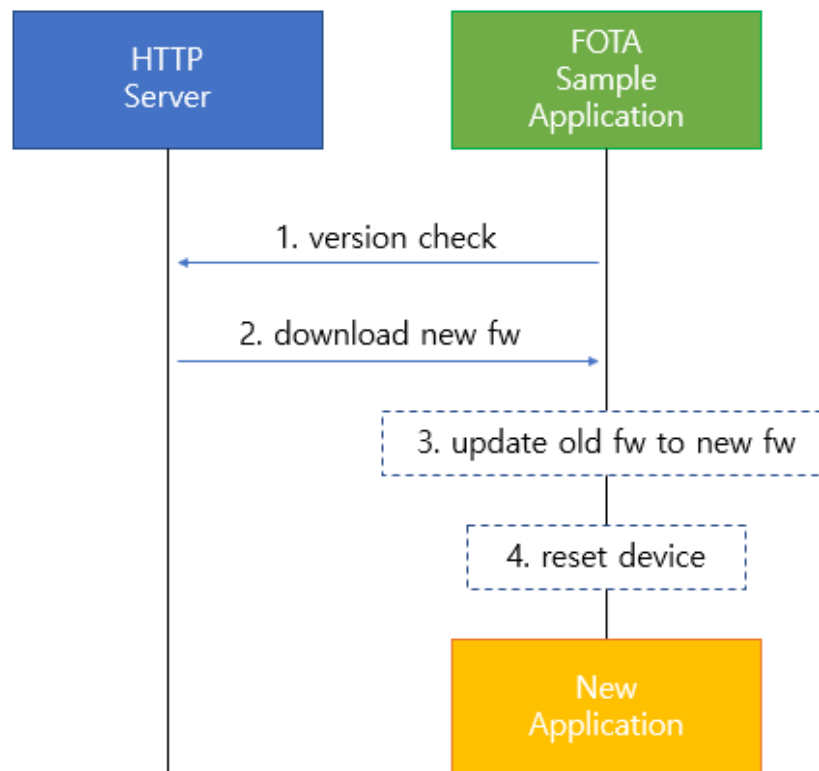 HTTP
Server
FOTA
Sample
Application
1. version check
2. download new fw
3. update old fw to new fw
4. reset device
New
Application